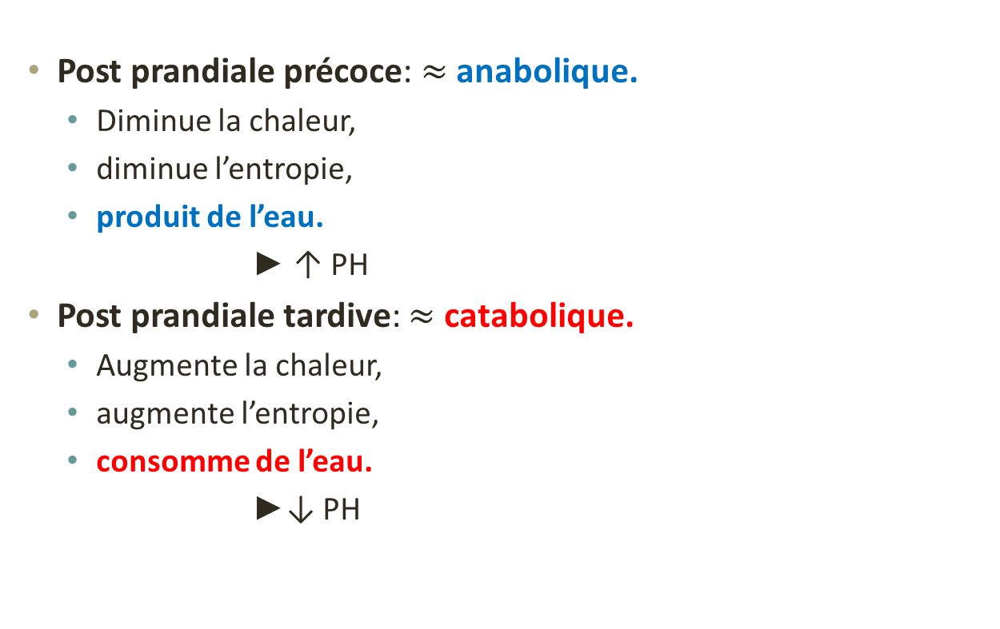 • Post prandiale précoce: ≈ anabolique.
• Diminue la chaleur,
• diminue l’entropie,
• produit de l’eau.
► ↑ PH
• Post prandiale tardive: ≈ catabolique.
• Augmente la chaleur,
• augmente l’entropie,
• consomme de l’eau.
►↓ PH